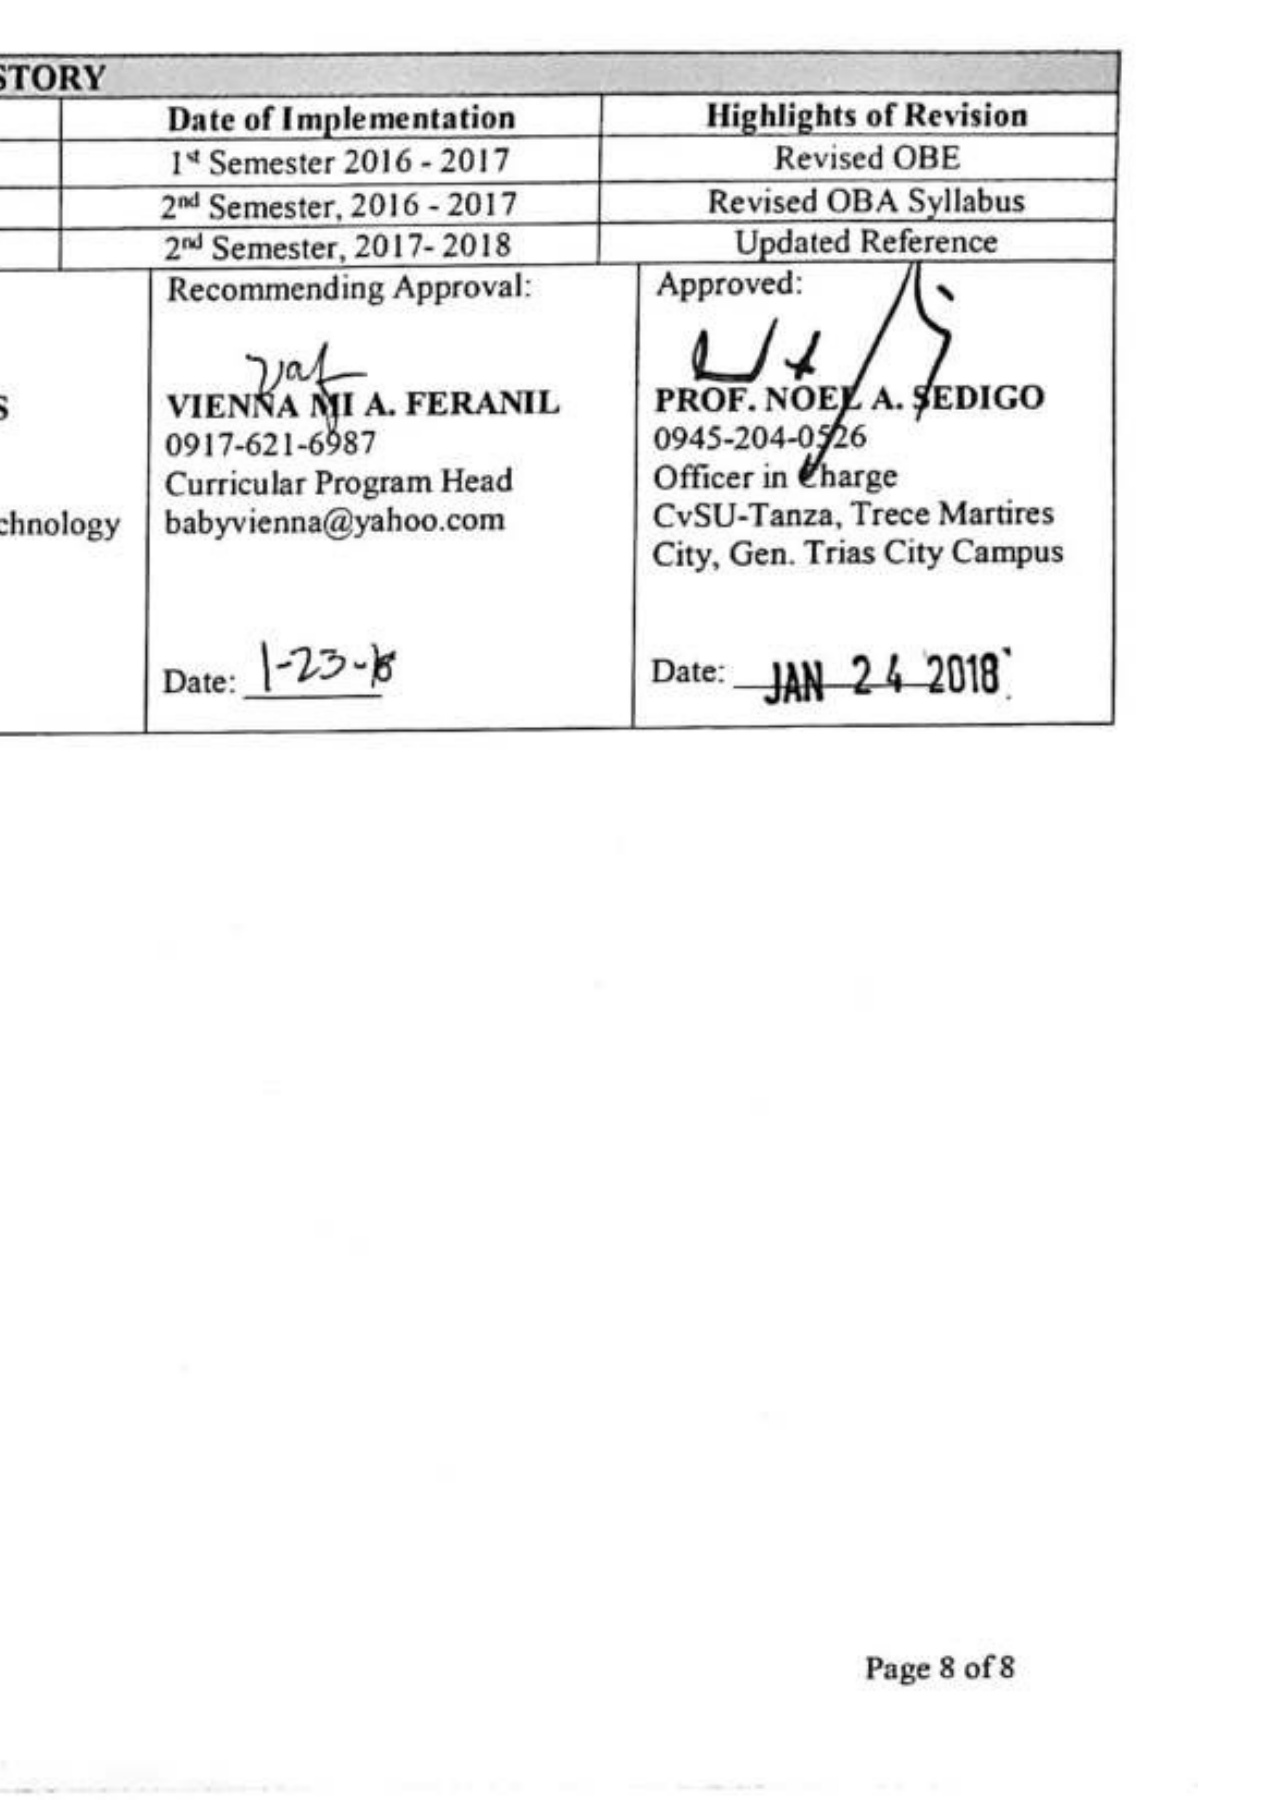 STORY
Date of Implementation Highlights of Revision
1st Semester 2016 - 2017 Revised OBE
2nd Semester, 2016 - 2017 Revised OBA Syllabus
2nd Semester, 2017- 2018 Updated Reference
S
chnology
Recommending Approval:
VIENNA MI A. FERANIL
0917-621-6987
Curricular Program Head
babyvienna@yahoo.com
Date: 1-23-18
Approved:
PROF. NOEL A. SEDIGO
0945-204-0526
Officer in Charge
CvSU-Tanza, Trece Martires
City, Gen. Trias City Campus
Date: JAN 24 2018
Page 8 of 8